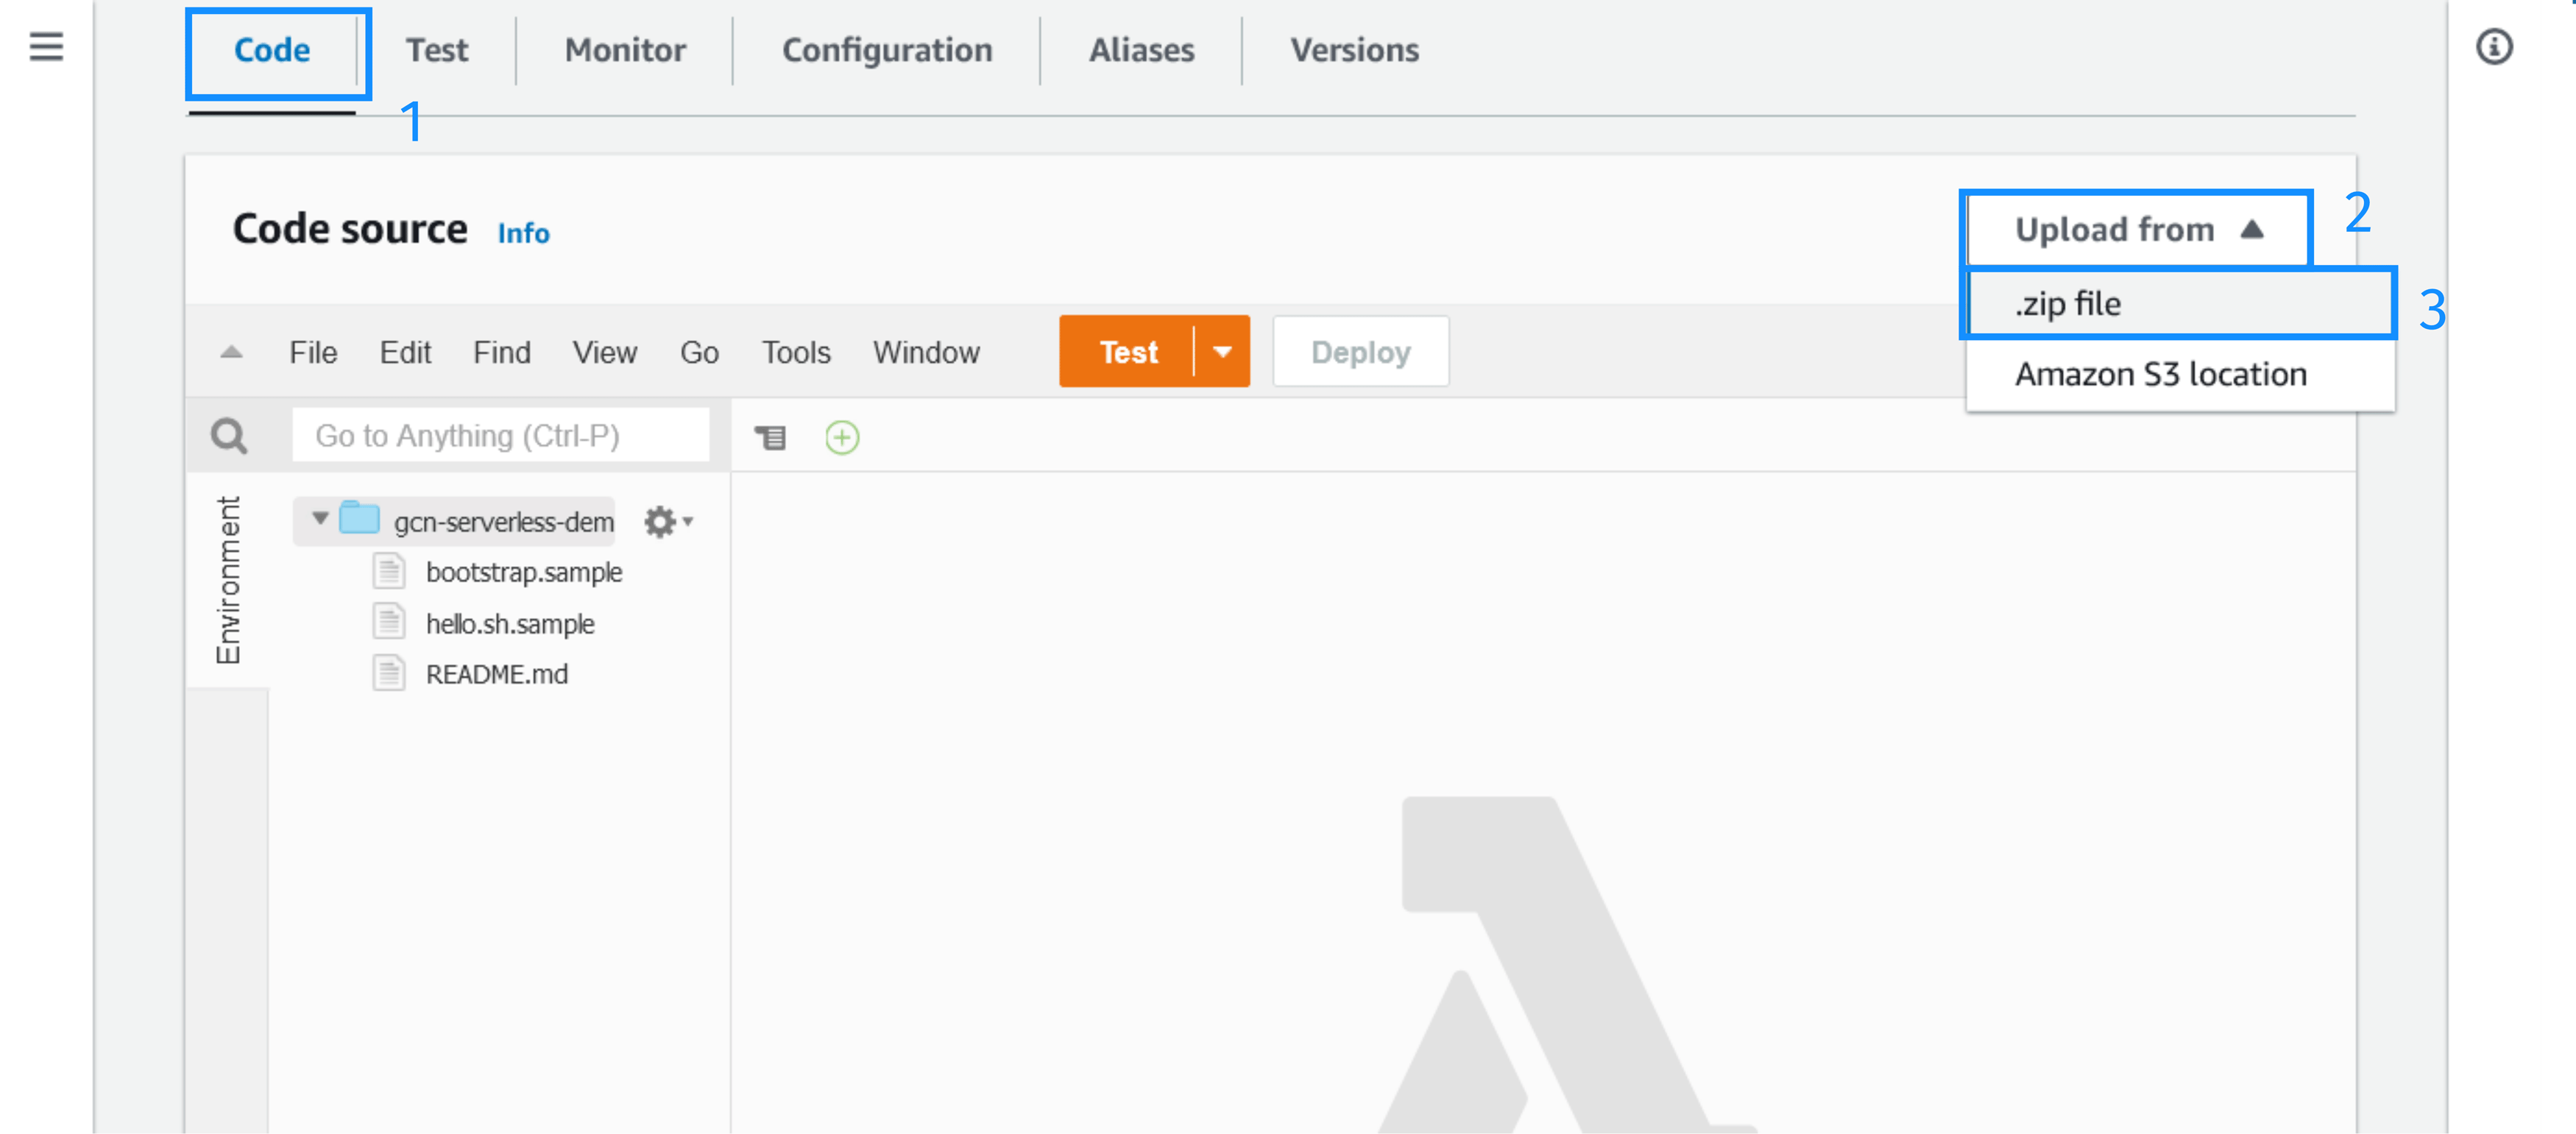 Code Test Monitor Configuration Aliases Versions
1
Code source Info
Upload from 2
.zip file 3
Amazon S3 location
File Edit Find View Go Tools Window Test Deploy
Go to Anything (Ctrl-P)
Environment
gcn-serverless-dem
bootstrap.sample
hello.sh.sample
README.md